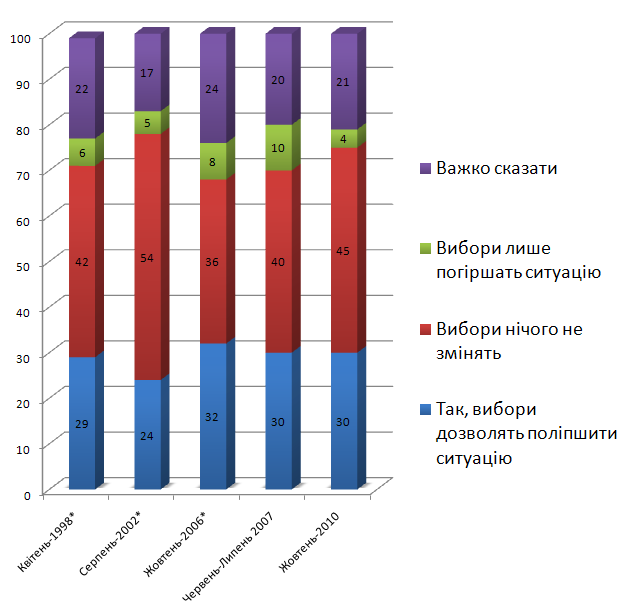 100
90
80
70
60
50
40
30
20
10
0
22
6
42
29
17
5
54
24
24
8
36
32
20
10
40
30
21
4
45
30
Квітень-1998*
Серпень-2002*
Жовтень-2006*
Червень-Липень 2007
Жовтень-2010
Важко сказати
Вибори лише
погіршать ситуацію
Вибори нічого не
змінять
Так, вибори
дозволять поліпшити
ситуацію